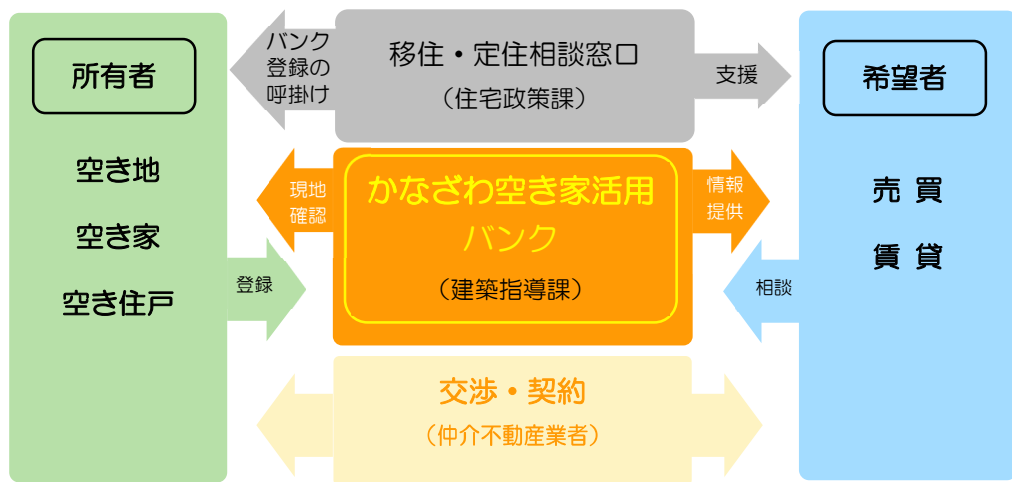 所有者
空き地
空き家
空き住戸
バンク
登録の
呼掛け
移住・定住相談窓口
（住宅政策課）
支援
現地
確認
かなざわ空き家活用
バンク
（建築指導課）
情報
提供
登録
相談
交渉・契約
（仲介不動産業者）
希望者
売 買
賃 貸